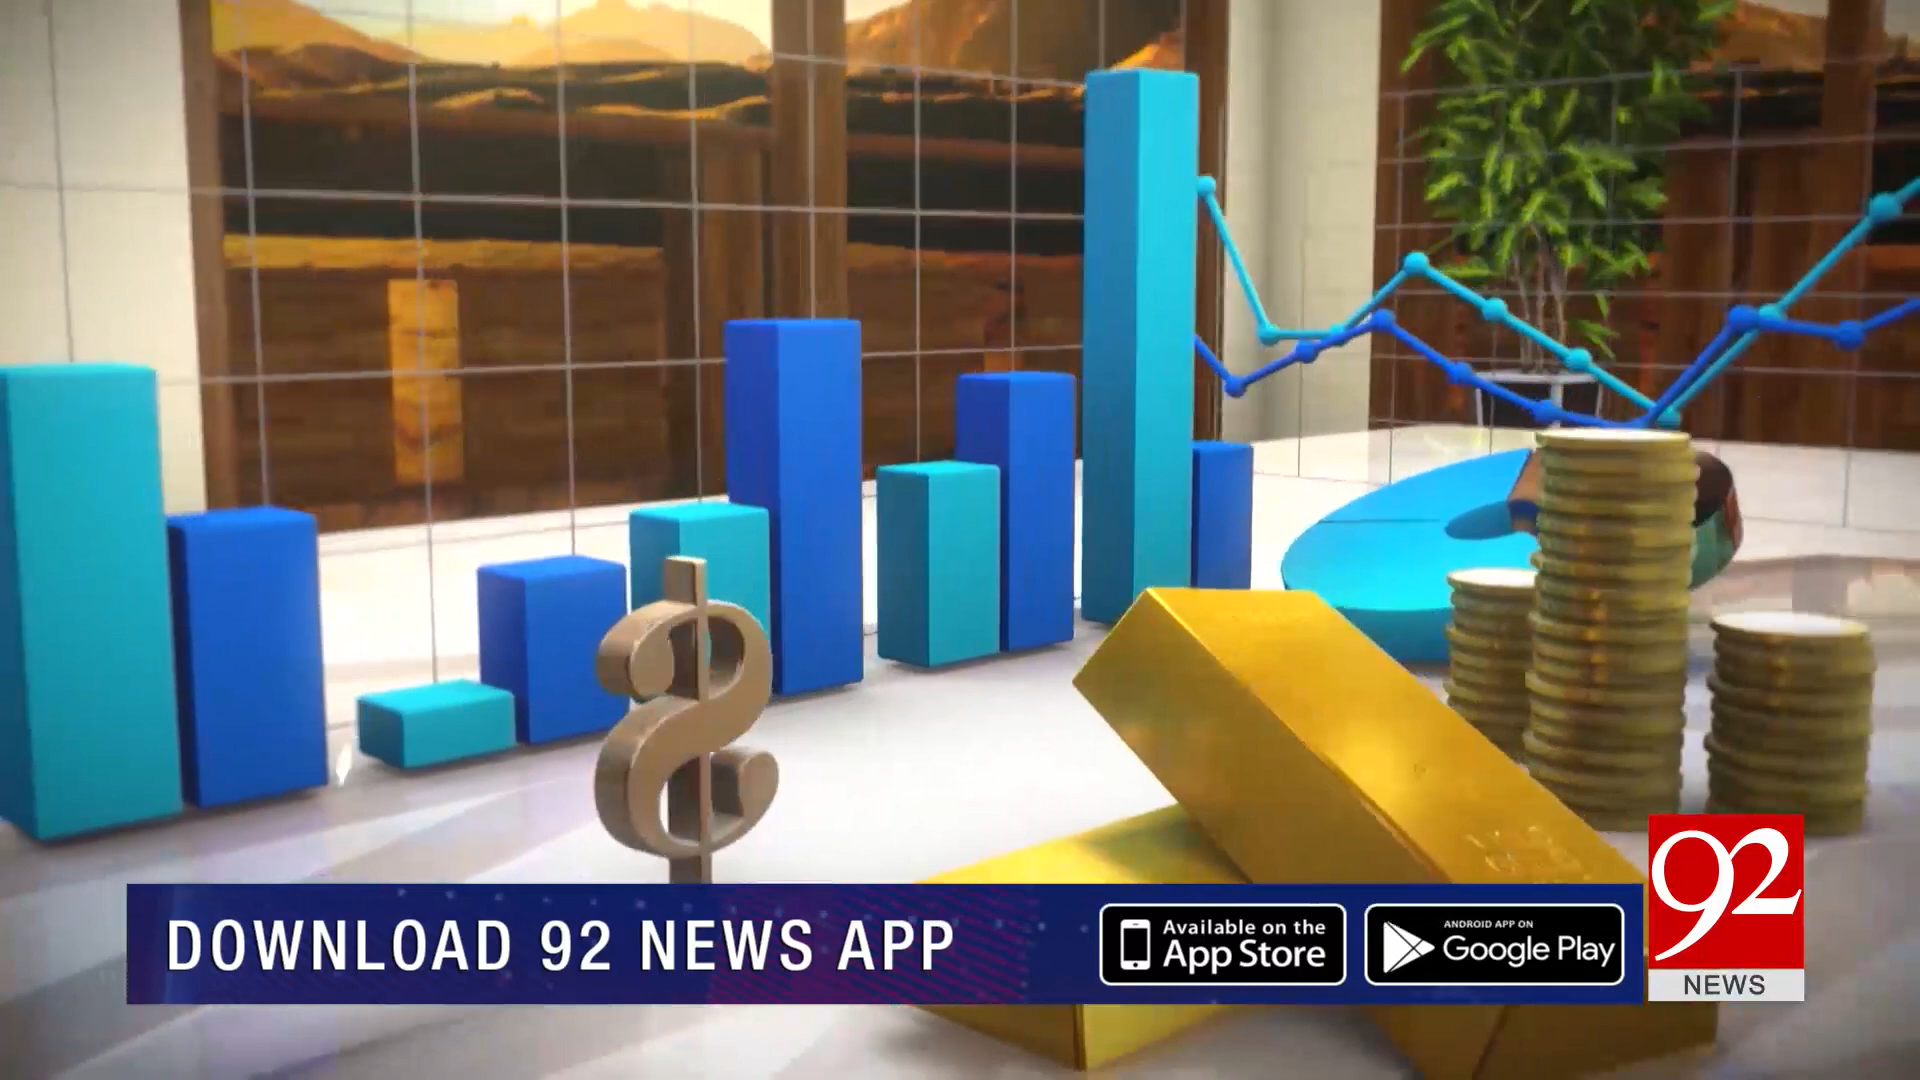 DOWNLOAD 92 NEWS APP
Available on the
App Store
ANDROID APP ON
Google Play
92
NEWS